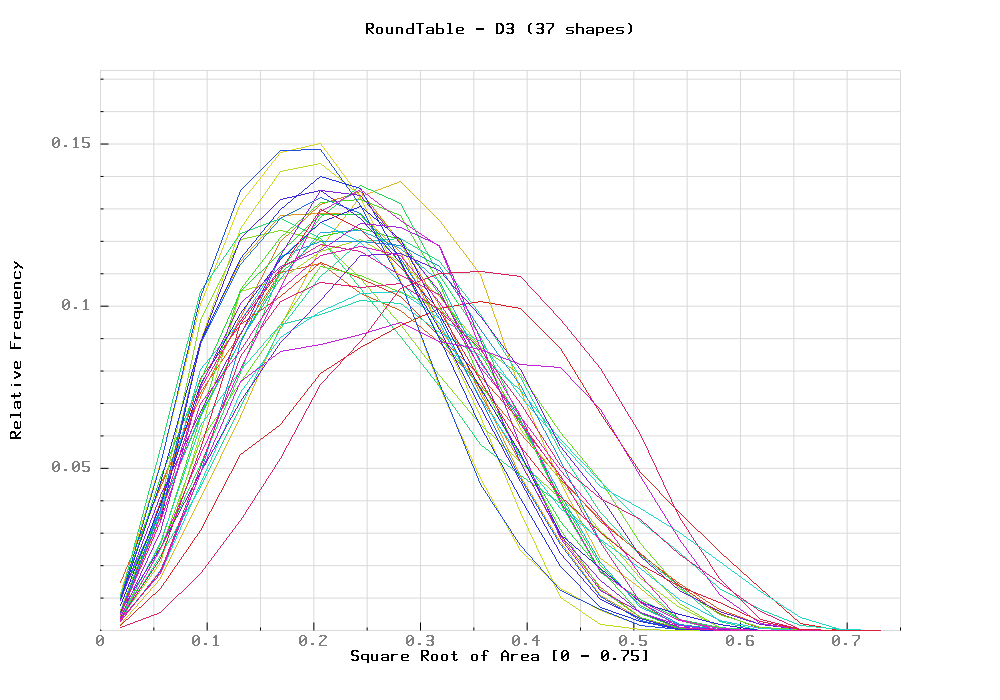 RoundTable - D3 (37 shapes)
0.15
0.1
0.05
Relative Frequency
0 0.1 0.2 0.3 0.4 0.5 0.6 0.7
Square Root of Area [0 - 0.75]